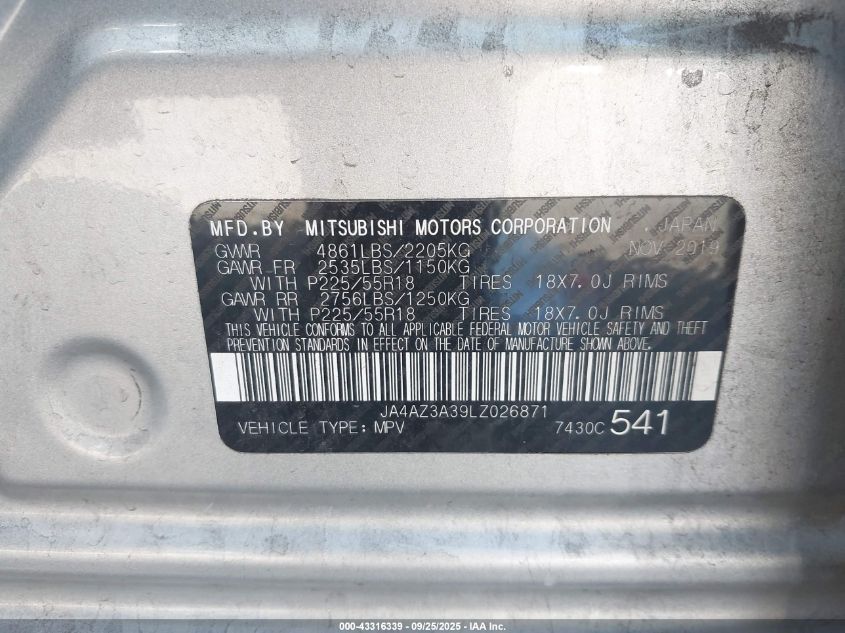 MFD.BY MITSUBISHI MOTORS CORPORATION JAPAN
GVWR 4861LBS/2205KG NOV 2019
GAWR FR 2535LBS/1150KG
WITH P225/55R18 TIRES 18X7.0J RIMS
GAWR RR 2756LBS/1250KG
WITH P225/55R18 TIRES 18X7.0J RIMS
THIS VEHICLE CONFORMS TO ALL APPLICABLE FEDERAL MOTOR VEHICLE SAFETY AND THEFT
PREVENTION STANDARDS IN EFFECT ON THE DATE OF MANUFACTURE SHOWN ABOVE.
JA4AZ3A39LZ026871
VEHICLE TYPE: MPV 7430C 541
000-43316339 - 09/25/2025 - IAA Inc.